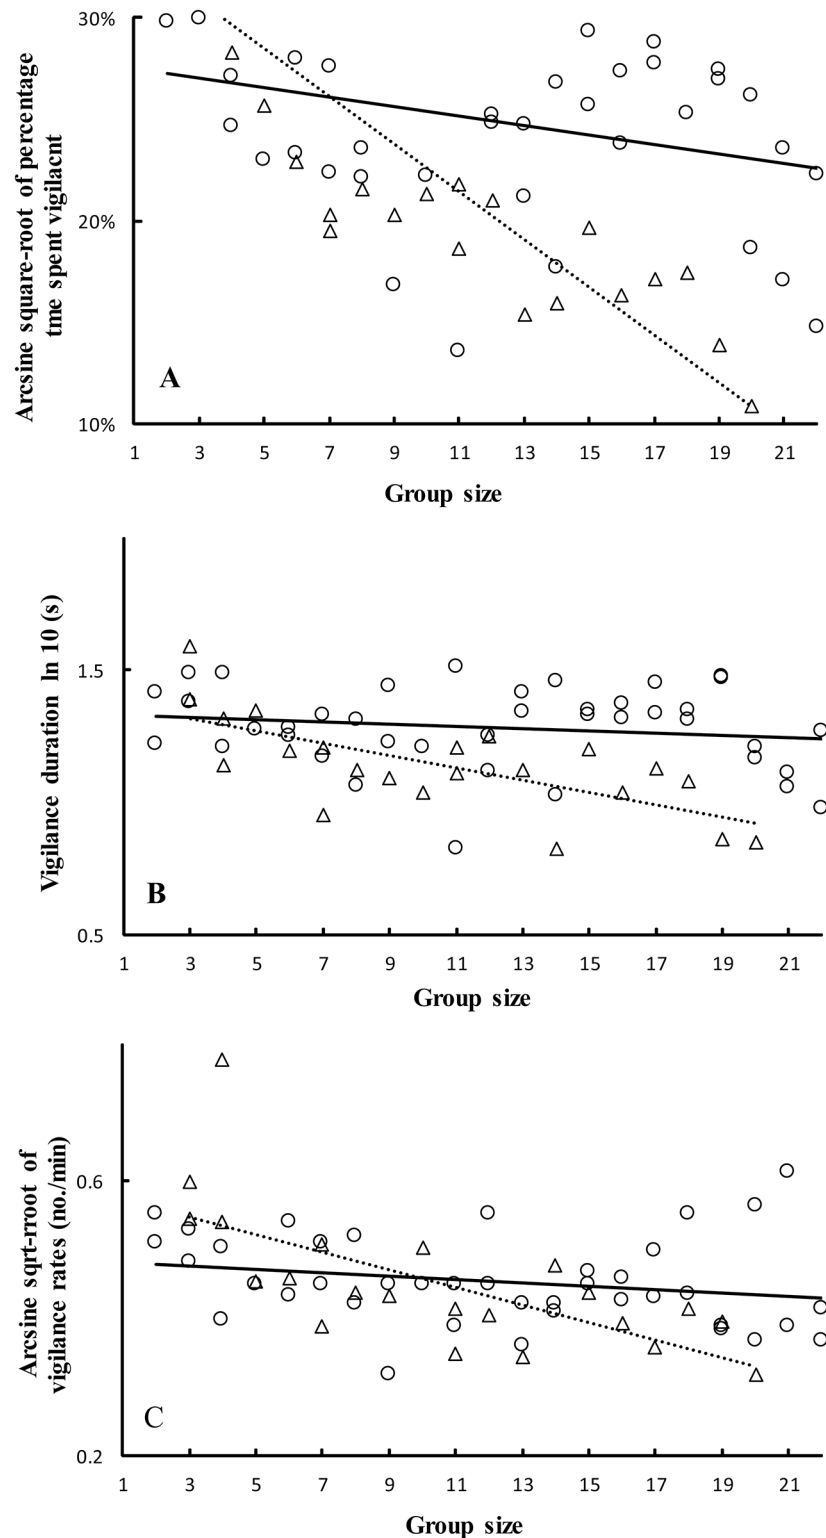 30%
20%
10%
Arcsine square-root of percentage
tme spent vigilacnt
A
1 3 5 7 9 11 13 15 17 19 21
Group size
1.5
0.5
Vigilance duration ln 10 (s)
B
1 3 5 7 9 11 13 15 17 19 21
Group size
0.6
0.2
Arcsine sqrt-rroot of
vigilance rates (no./min)
C
1 3 5 7 9 11 13 15 17 19 21
Group size